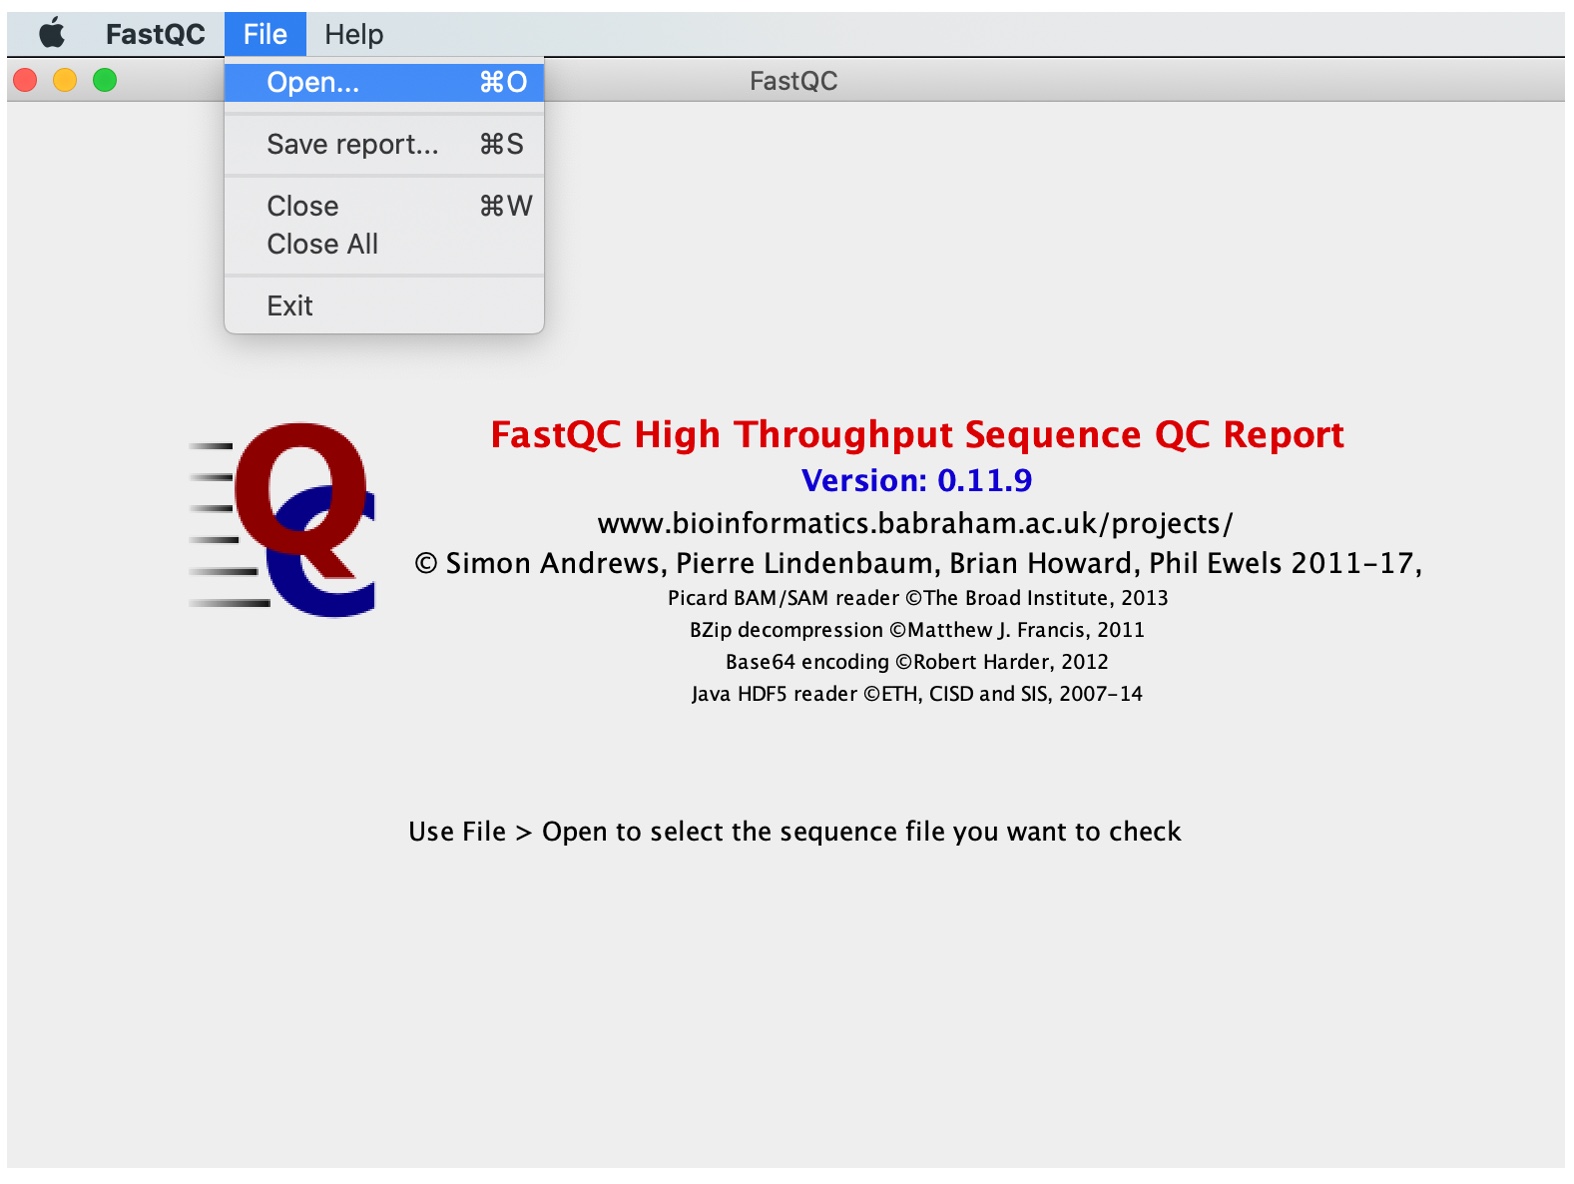 FastQC File Help
FastQC
Open... ⌘O
Save report... ⌘S
Close ⌘W
Close All
Exit
QC
FastQC High Throughput Sequence QC Report
Version: 0.11.9
www.bioinformatics.babraham.ac.uk/projects/
© Simon Andrews, Pierre Lindenbaum, Brian Howard, Phil Ewels 2011-17,
Picard BAM/SAM reader ©The Broad Institute, 2013
BZip decompression ©Matthew J. Francis, 2011
Base64 encoding ©Robert Harder, 2012
Java HDF5 reader ©ETH, CISD and SIS, 2007-14
Use File > Open to select the sequence file you want to check